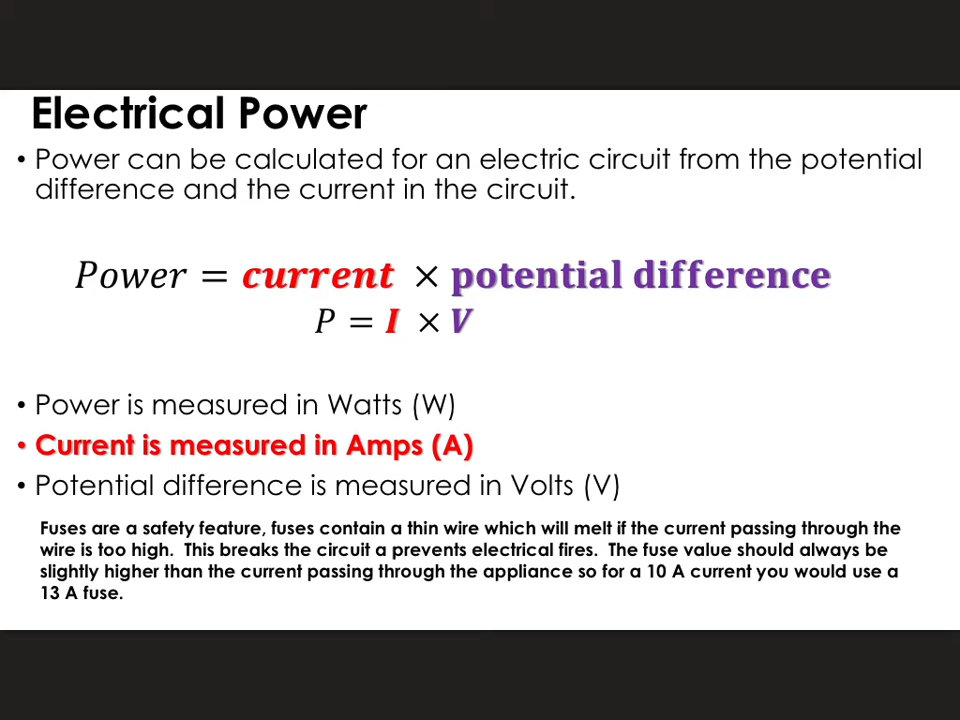 Electrical Power
• Power can be calculated for an electric circuit from the potential
difference and the current in the circuit.
Power = current × potential difference
P = I × V
• Power is measured in Watts (W)
• Current is measured in Amps (A)
• Potential difference is measured in Volts (V)
Fuses are a safety feature, fuses contain a thin wire which will melt if the current passing through the
wire is too high. This breaks the circuit a prevents electrical fires. The fuse value should always be
slightly higher than the current passing through the appliance so for a 10 A current you would use a
13 A fuse.